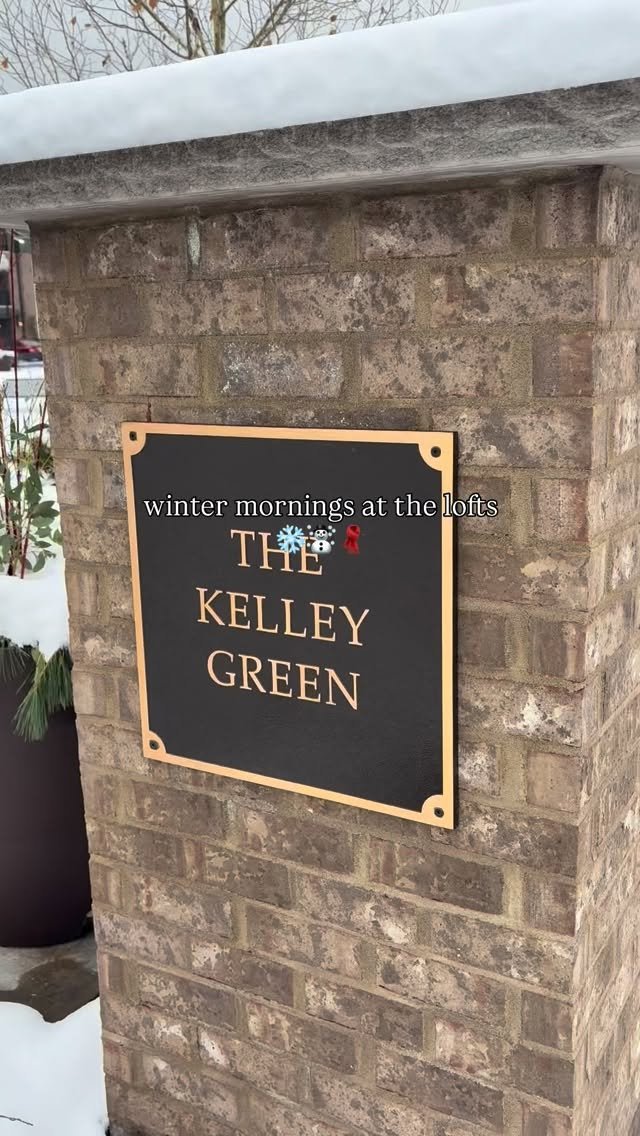 winter mornings at the lofts
❄️☃️🧣
THE
KELLEY
GREEN